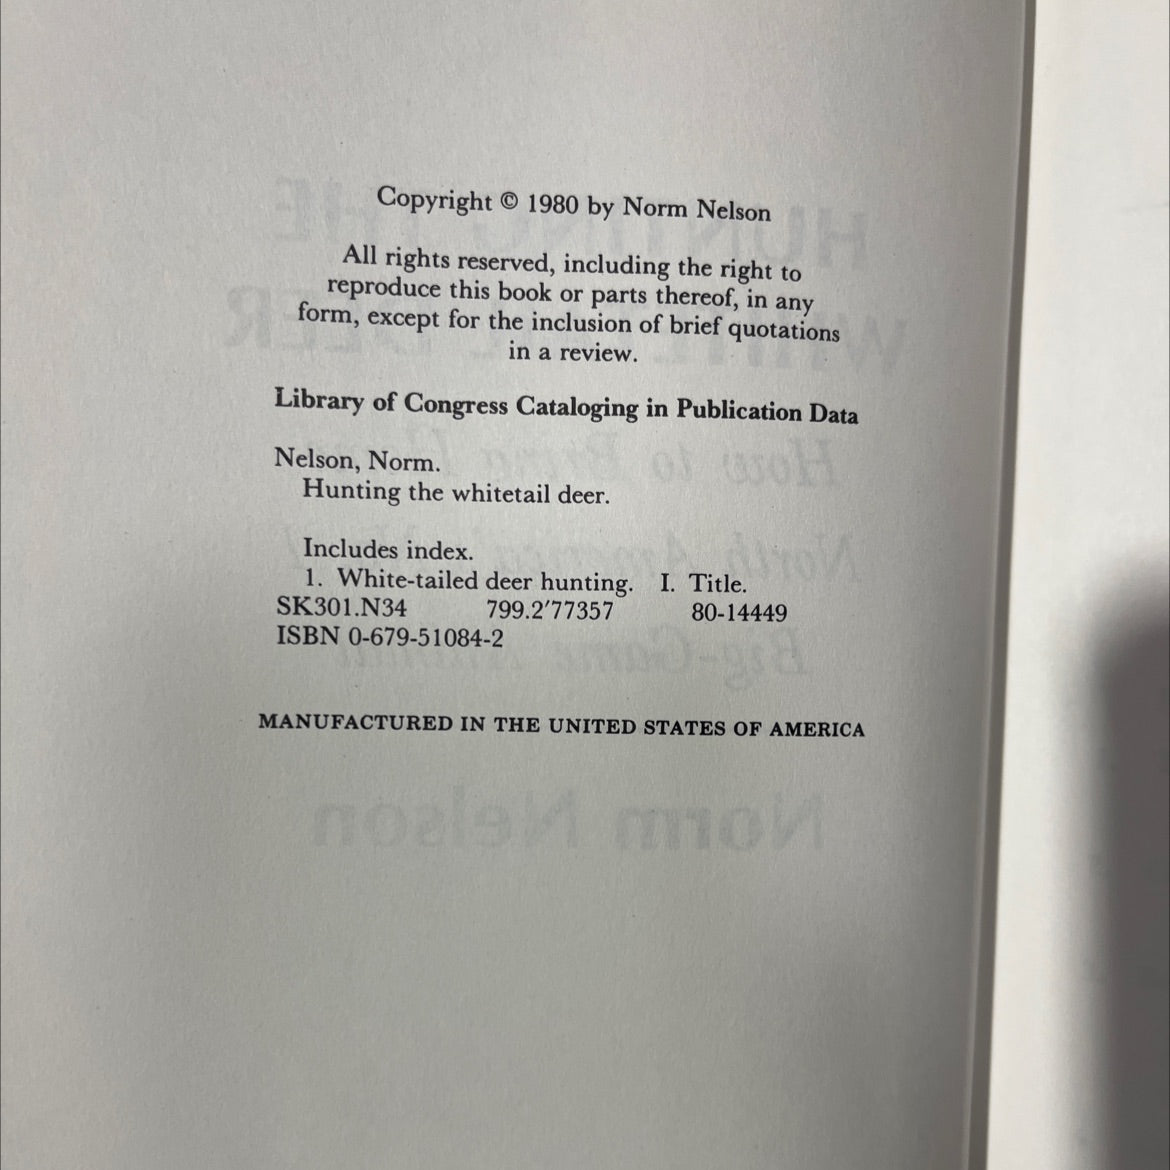 Copyright © 1980 by Norm Nelson
All rights reserved, including the right to
reproduce this book or parts thereof, in any
form, except for the inclusion of brief quotations
in a review.
Library of Congress Cataloging in Publication Data
Nelson, Norm.
Hunting the whitetail deer.
Includes index.
1. White-tailed deer hunting. I. Title.
SK301.N34 799.2′77357 80-14449
ISBN 0-679-51084-2
MANUFACTURED IN THE UNITED STATES OF AMERICA